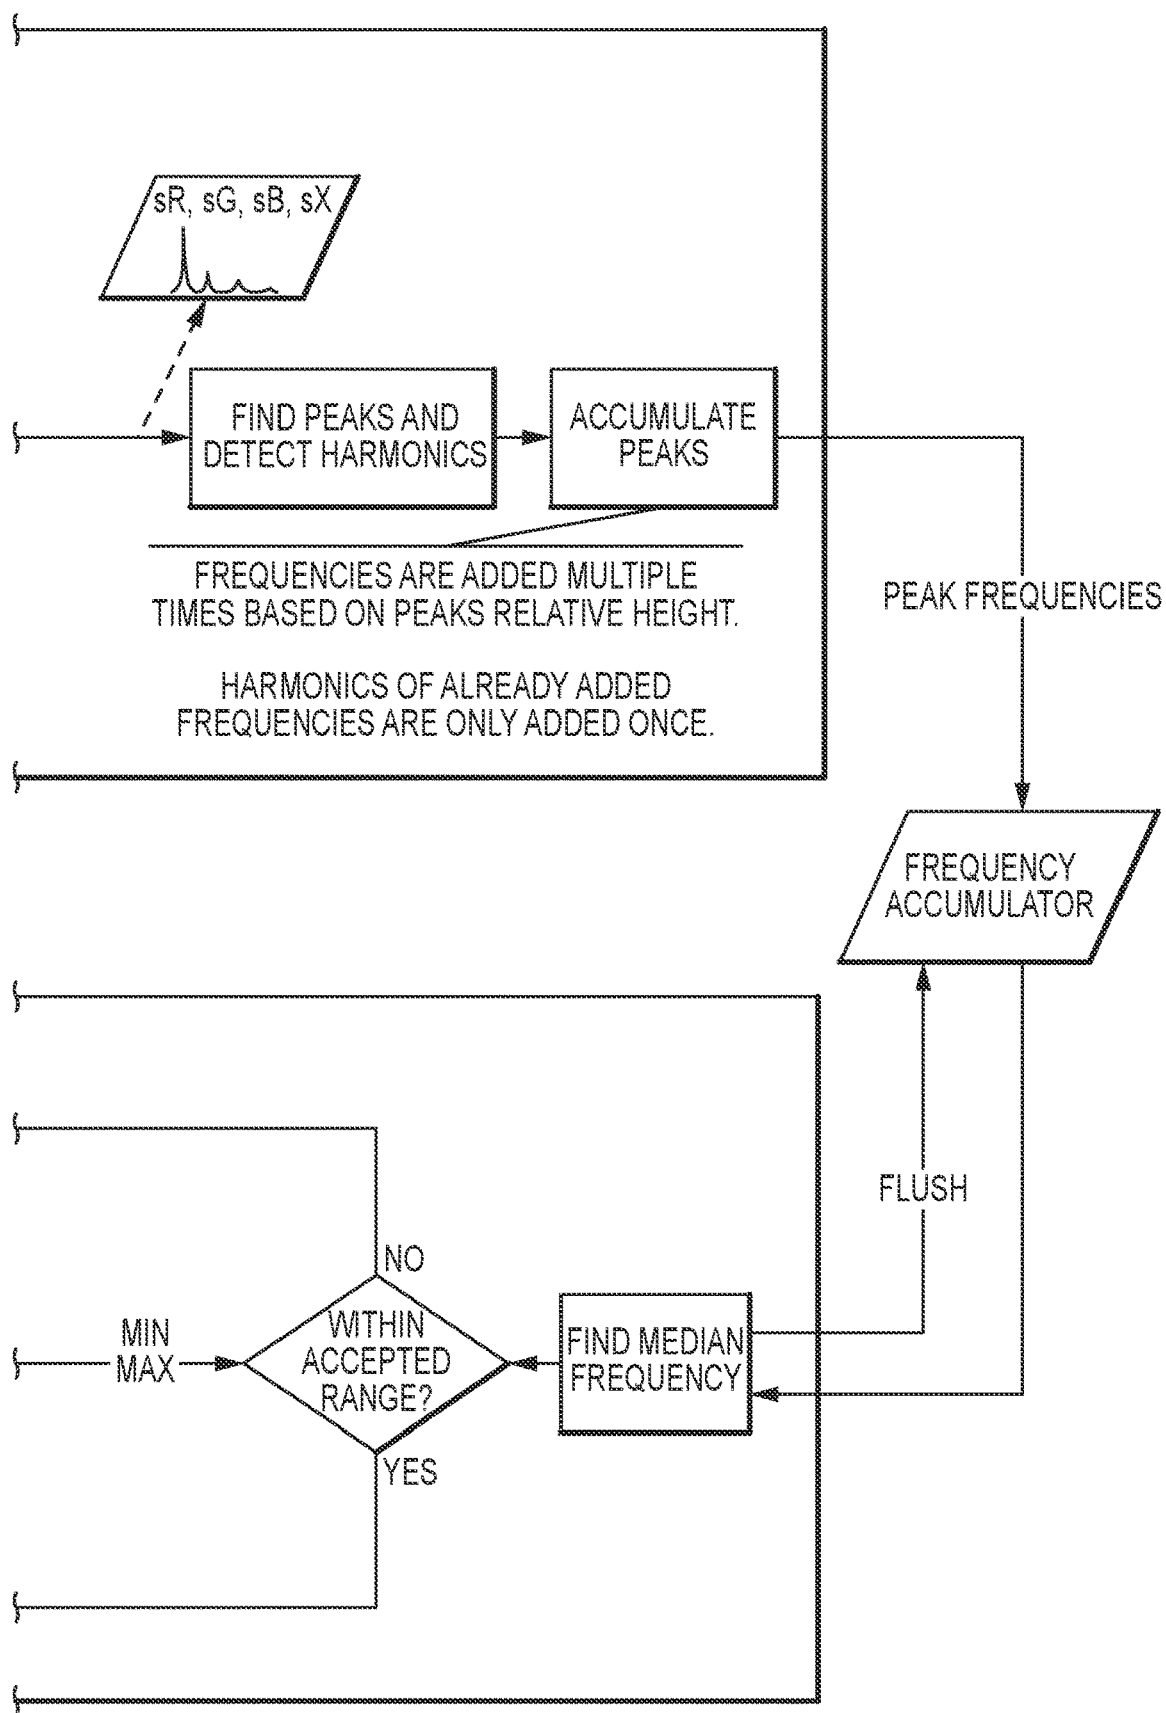 sR, sG, sB, sX
FIND PEAKS AND
DETECT HARMONICS
ACCUMULATE
PEAKS
FREQUENCIES ARE ADDED MULTIPLE
TIMES BASED ON PEAKS RELATIVE HEIGHT.
HARMONICS OF ALREADY ADDED
FREQUENCIES ARE ONLY ADDED ONCE.
PEAK FREQUENCIES
FREQUENCY
ACCUMULATOR
FLUSH
NO
MIN
MAX
WITHIN
ACCEPTED
RANGE?
FIND MEDIAN
FREQUENCY
YES